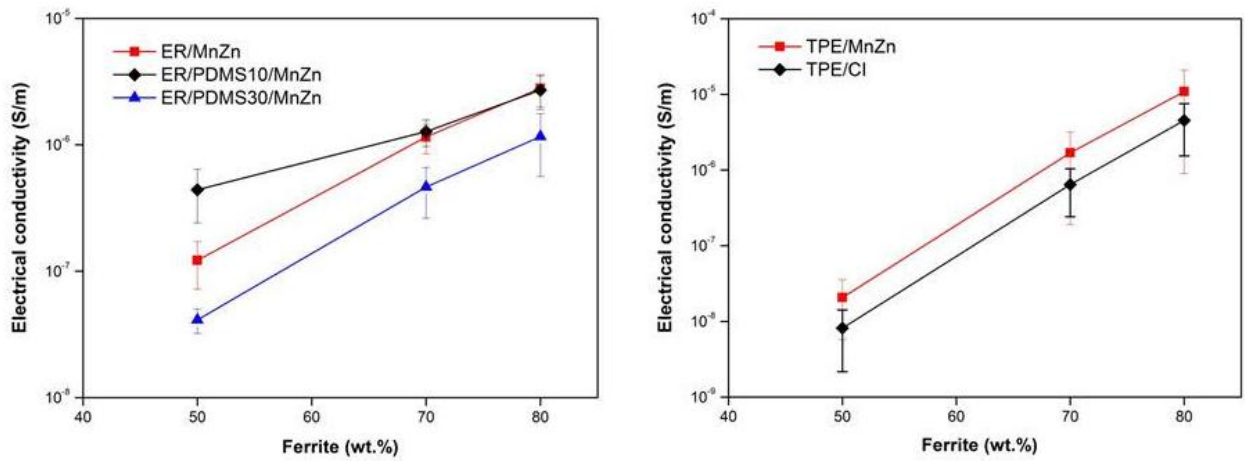 10⁻⁵
10⁻⁶
10⁻⁷
10⁻⁸
Electrical conductivity (S/m)
ER/MnZn
ER/PDMS10/MnZn
ER/PDMS30/MnZn
40 50 60 70 80
Ferrite (wt.%)
10⁻⁴
10⁻⁵
10⁻⁶
10⁻⁷
10⁻⁸
10⁻⁹
Electrical conductivity (S/m)
TPE/MnZn
TPE/CI
40 50 60 70 80
Ferrite (wt.%)